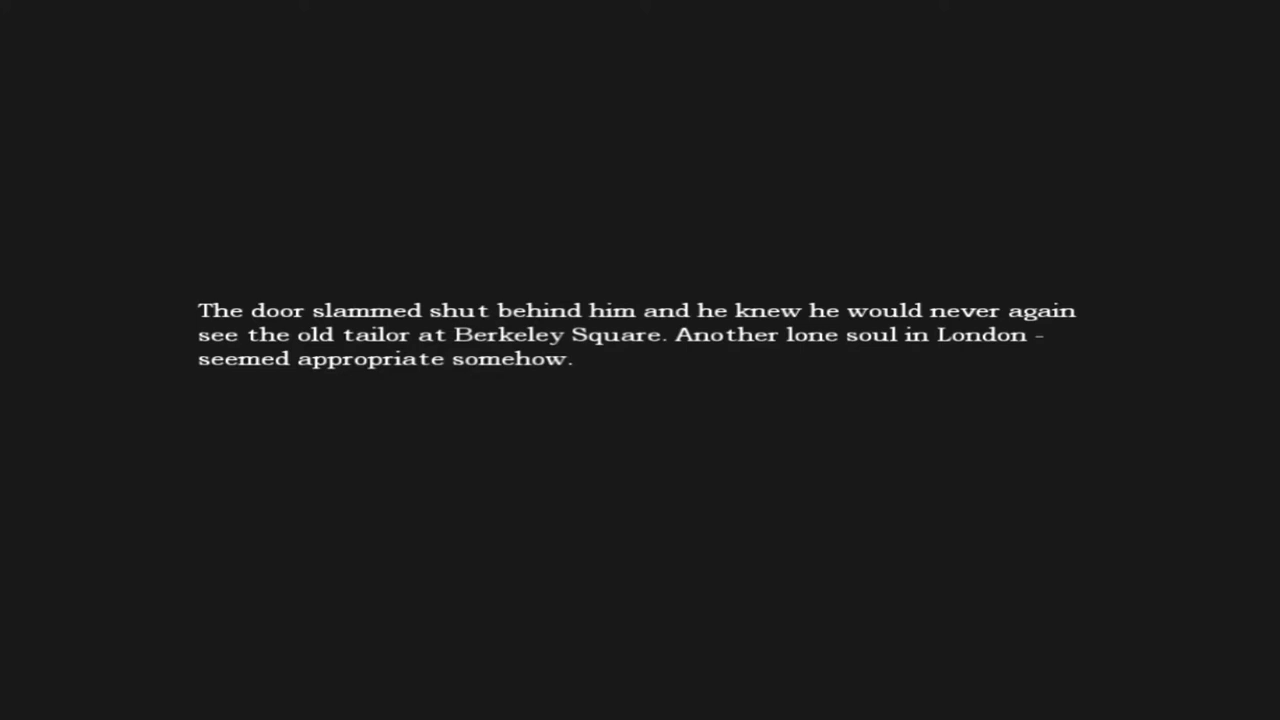 The door slammed shut behind him and he knew he would never again
see the old tailor at Berkeley Square. Another lone soul in London -
seemed appropriate somehow.